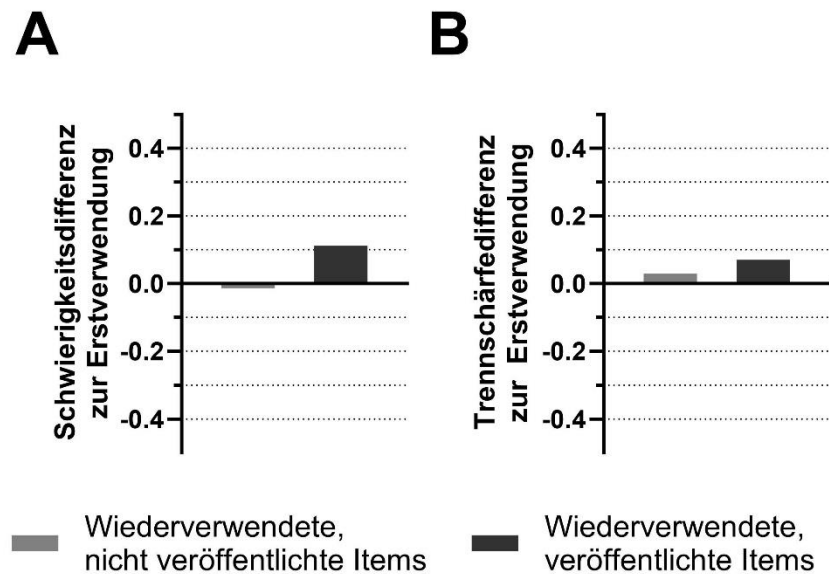 A
B
Schwierigkeitsdifferenz
zur Erstverwendung
0.4
0.2
0.0
-0.2
-0.4
Trennschärfedifferenz
zur Erstverwendung
0.4
0.2
0.0
-0.2
-0.4
Wiederverwendete,
nicht veröffentlichte Items
Wiederverwendete,
veröffentlichte Items